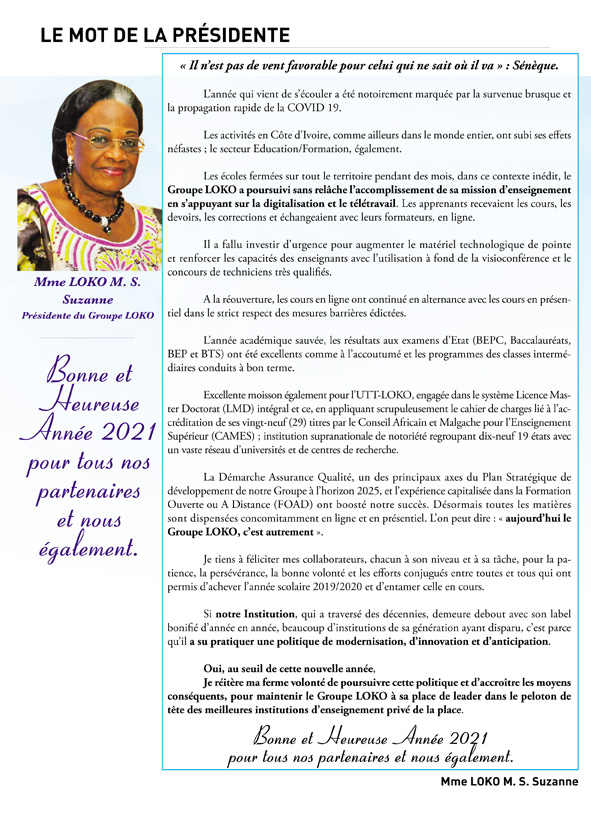 LE MOT DE LA PRÉSIDENTE
« Il n'est pas de vent favorable pour celui qui ne sait où il va » : Sénèque.
L'année qui vient de s'écouler a été notoirement marquée par la survenue brusque et
la propagation rapide de la COVID 19.
Les activités en Côte d'Ivoire, comme ailleurs dans le monde entier, ont subi ses effets
néfastes ; le secteur Education/Formation, également.
Les écoles fermées sur tout le territoire pendant des mois, dans ce contexte inédit, le
Groupe LOKO a poursuivi sans relâche l'accomplissement de sa mission d'enseignement
en s'appuyant sur la digitalisation et le télétravail. Les apprenants recevaient les cours, les
devoirs, les corrections et échangeaient avec leurs formateurs, en ligne.
Il a fallu investir d'urgence pour augmenter le matériel technologique de pointe
et renforcer les capacités des enseignants avec l'utilisation à fond de la visioconférence et le
concours de techniciens très qualifiés.
A la réouverture, les cours en ligne ont continué en alternance avec les cours en présen-
tiel dans le strict respect des mesures barrières édictées.
L'année académique sauvée, les résultats aux examens d'Etat (BEPC, Baccalauréats,
BEP et BTS) ont été excellents comme à l'accoutumé et les programmes des classes intermé-
diaires conduits à bon terme.
Excellente moisson également pour l'UTT-LOKO, engagée dans le système Licence Mas-
ter Doctorat (LMD) intégral et ce, en appliquant scrupuleusement le cahier de charges lié à l'ac-
créditation de ses vingt-neuf (29) titres par le Conseil Africain et Malgache pour l'Enseignement
Supérieur (CAMES) ; institution supranationale de notoriété regroupant dix-neuf 19 états avec
un vaste réseau d'universités et de centres de recherche.
La Démarche Assurance Qualité, un des principaux axes du Plan Stratégique de
développement de notre Groupe à l'horizon 2025, et l'expérience capitalisée dans la Formation
Ouverte ou A Distance (FOAD) ont boosté notre succès. Désormais toutes les matières
sont dispensées concomitamment en ligne et en présentiel. L'on peut dire : « aujourd'hui le
Groupe LOKO, c'est autrement ».
Je tiens à féliciter mes collaborateurs, chacun à son niveau et à sa tâche, pour la pa-
tience, la persévérance, la bonne volonté et les efforts conjugués entre toutes et tous qui ont
permis d'achever l'année scolaire 2019/2020 et d'entamer celle en cours.
Si notre Institution, qui a traversé des décennies, demeure debout avec son label
bonifié d'année en année, beaucoup d'institutions de sa génération ayant disparu, c'est parce
qu'il a su pratiquer une politique de modernisation, d'innovation et d'anticipation.
Oui, au seuil de cette nouvelle année,
Je réitère ma ferme volonté de poursuivre cette politique et d'accroître les moyens
conséquents, pour maintenir le Groupe LOKO à sa place de leader dans le peloton de
tête des meilleures institutions d'enseignement privé de la place.
Bonne et Heureuse Année 2021
pour tous nos partenaires et nous également.
Mme LOKO M. S. Suzanne
Mme LOKO M. S.
Suzanne
Présidente du Groupe LOKO
Bonne et
Heureuse
Année 2021
pour tous nos
partenaires
et nous
également.